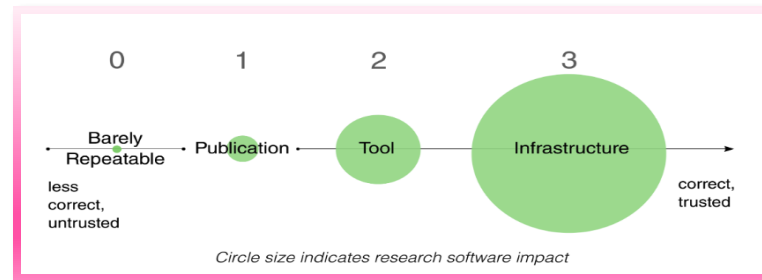 0 1 2 3
Barely
Repeatable
Publication
Tool
Infrastructure
less
correct,
untrusted
correct,
trusted
Circle size indicates research software impact